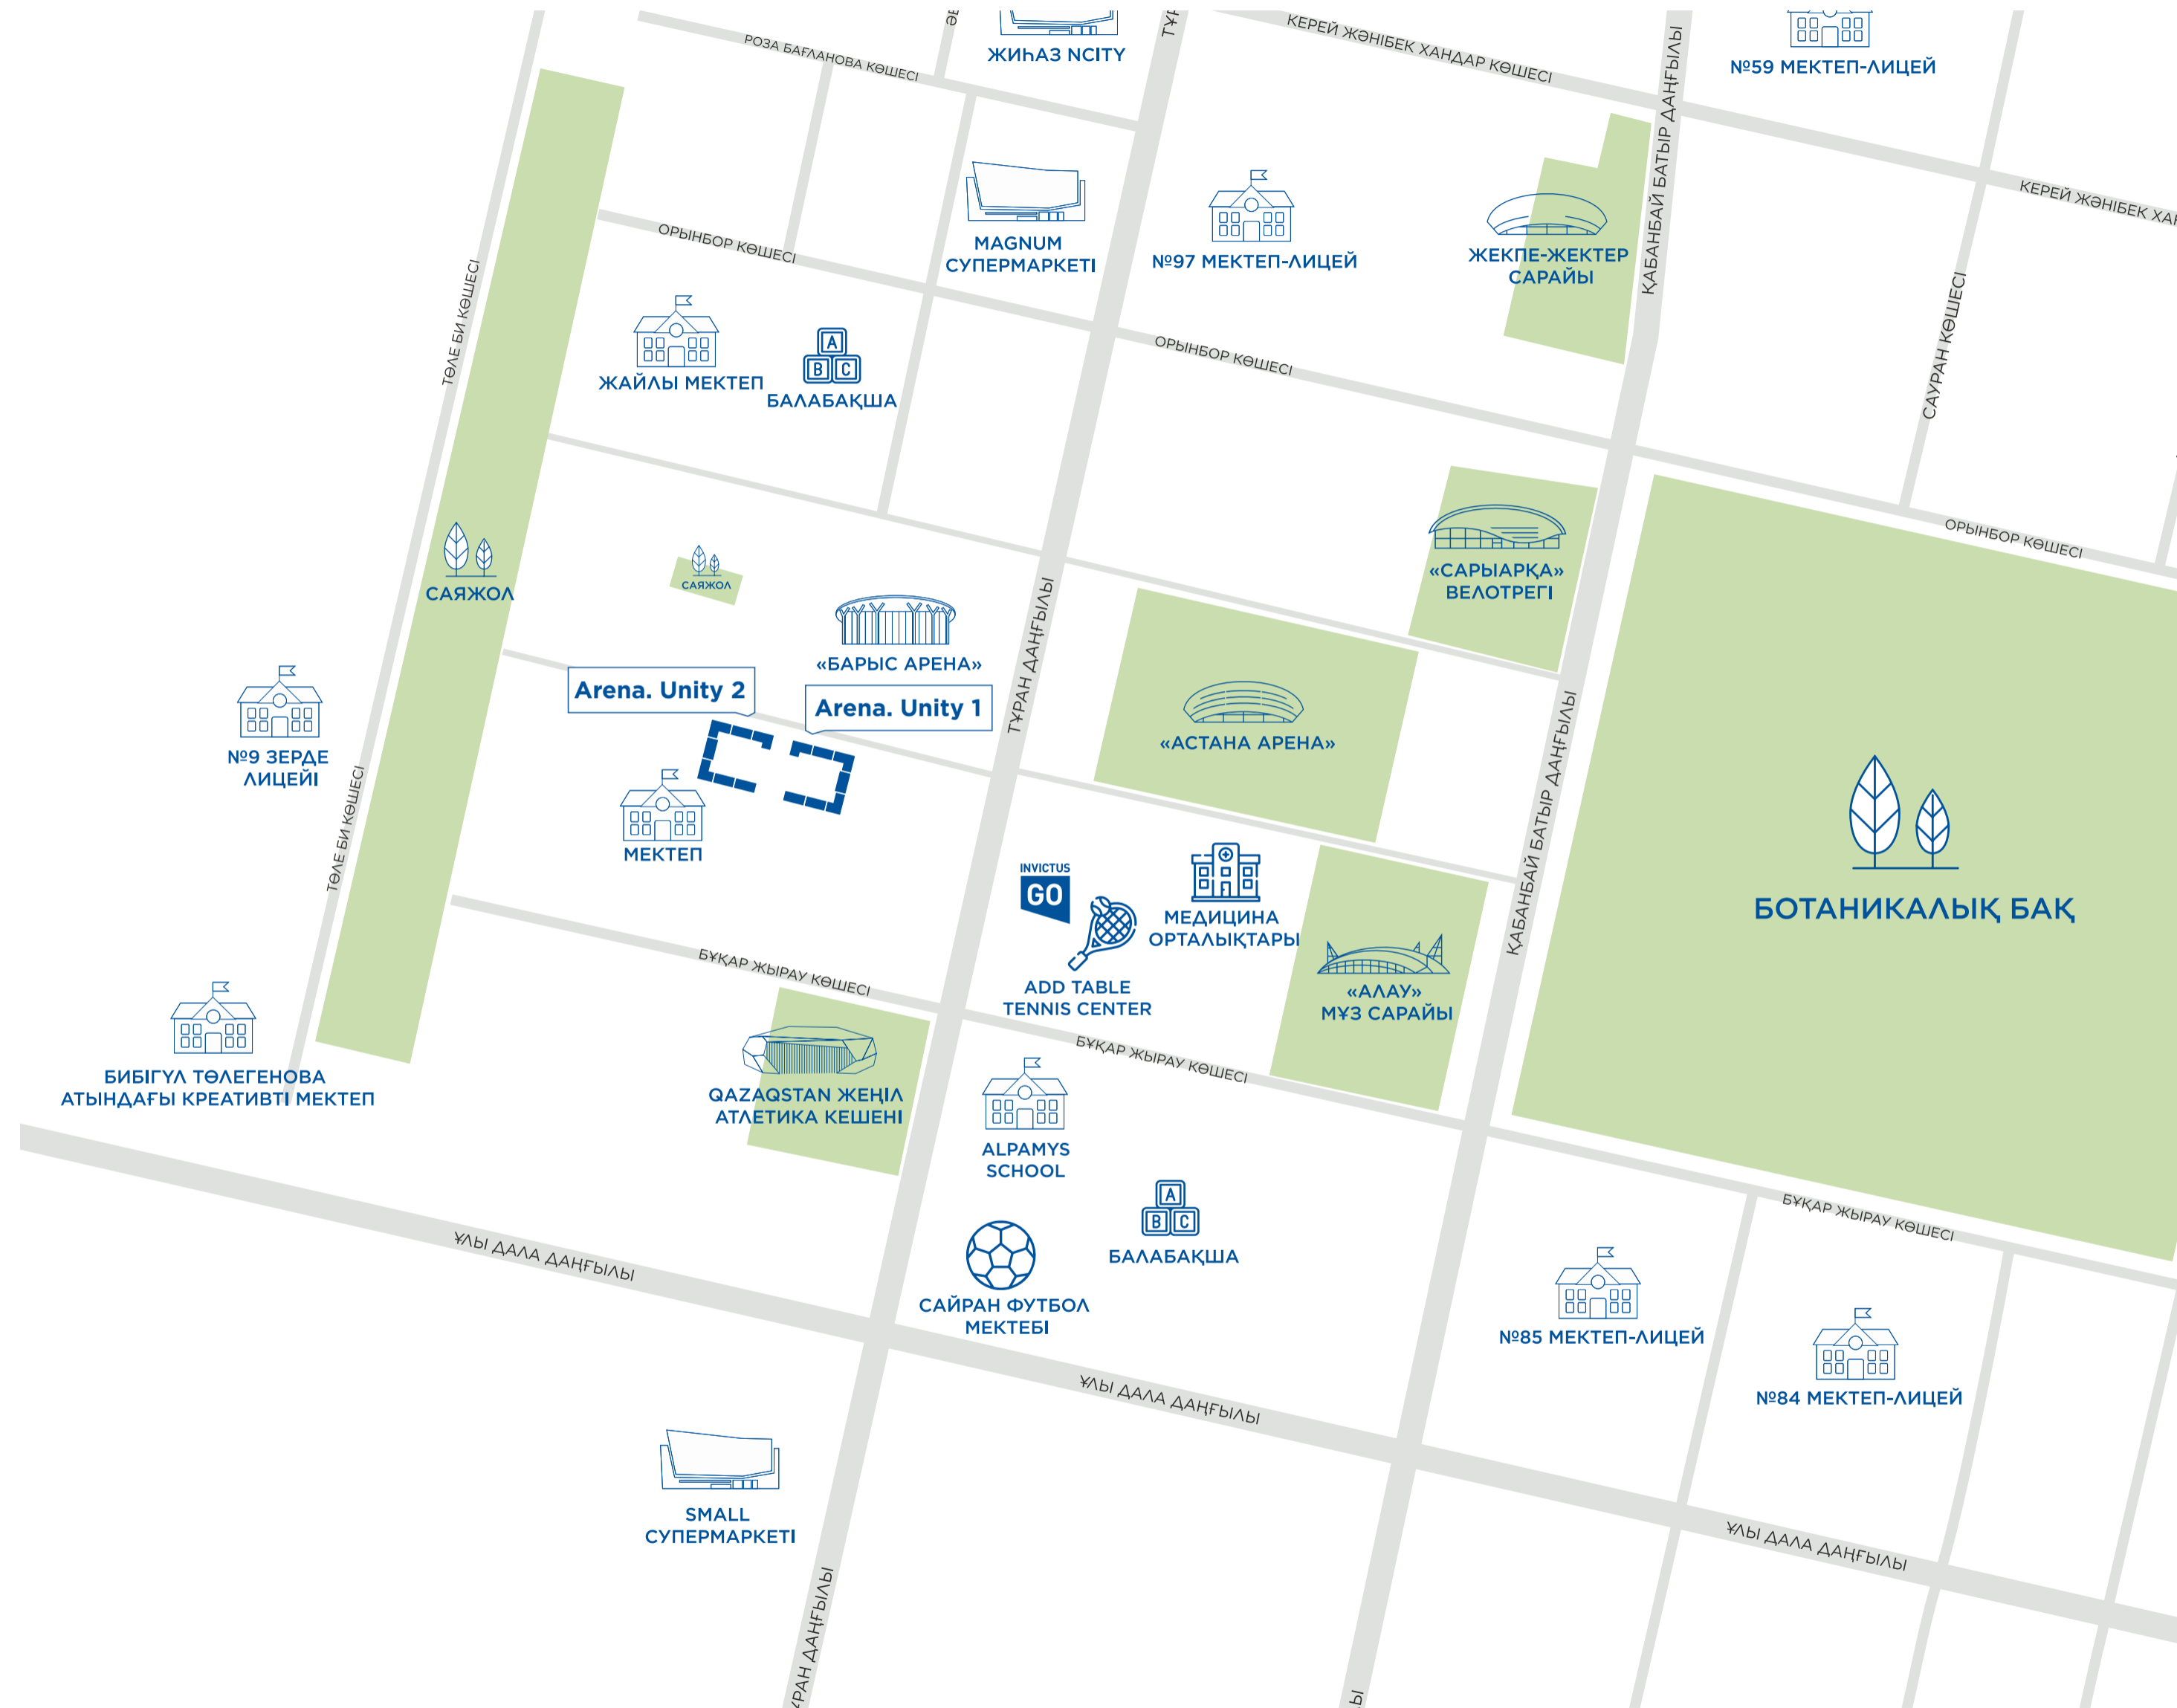 РОЗА БАҒЛАНОВА КӨШЕСІ
ЖИҺАЗ NCITY
КЕРЕЙ ЖӘНІБЕК ХАНДАР КӨШЕСІ
№59 МЕКТЕП-ЛИЦЕЙ
ҚАБАНБАЙ БАТЫР ДАҢҒЫЛЫ
КЕРЕЙ ЖӘНІБЕК
MAGNUM
СУПЕРМАРКЕТІ
№97 МЕКТЕП-ЛИЦЕЙ
ЖЕКПЕ-ЖЕКТЕР
САРАЙЫ
ОРЫНБОР КӨШЕСІ
ТӨЛЕ БИ КӨШЕСІ
САУРАН КӨШЕСІ
ЖАЙЛЫ МЕКТЕП
A
B C
БАЛАБАҚША
ОРЫНБОР КӨШЕСІ
ОРЫНБОР КӨШЕСІ
САЯЖОЛ
САЯЖОЛ
«САРЫАРҚА»
ВЕЛОТРЕГІ
«БАРЫС АРЕНА»
ТҰРАН ДАҢҒЫЛЫ
Arena. Unity 2
Arena. Unity 1
«АСТАНА АРЕНА»
ҚАБАНБАЙ БАТЫР ДАҢҒЫЛЫ
№9 ЗЕРДЕ
ЛИЦЕЙІ
ТӨЛЕ БИ КӨШЕСІ
МЕКТЕП
INVICTUS
GO
МЕДИЦИНА
ОРТАЛЫҚТАРЫ
БОТАНИКАЛЫҚ БАҚ
БҰҚАР ЖЫРАУ КӨШЕСІ
ADD TABLE
TENNIS CENTER
«АЛАУ»
МҰЗ САРАЙЫ
БИБІГҮЛ ТӨЛЕГЕНОВА
АТЫНДАҒЫ КРЕАТИВТІ МЕКТЕП
QAZAQSTAN ЖЕҢІЛ
АТЛЕТИКА КЕШЕНІ
БҰҚАР ЖЫРАУ КӨШЕСІ
ALPAMYS
SCHOOL
A
B C
БАЛАБАҚША
БҰҚАР ЖЫРАУ КӨШЕСІ
ҰЛЫ ДАЛА ДАҢҒЫЛЫ
САЙРАН ФУТБОЛ
МЕКТЕБІ
№85 МЕКТЕП-ЛИЦЕЙ
№84 МЕКТЕП-ЛИЦЕЙ
ҰЛЫ ДАЛА ДАҢҒЫЛЫ
SMALL
СУПЕРМАРКЕТІ
ҰЛЫ ДАЛА ДАҢҒЫЛЫ
ДАҢҒЫЛЫ